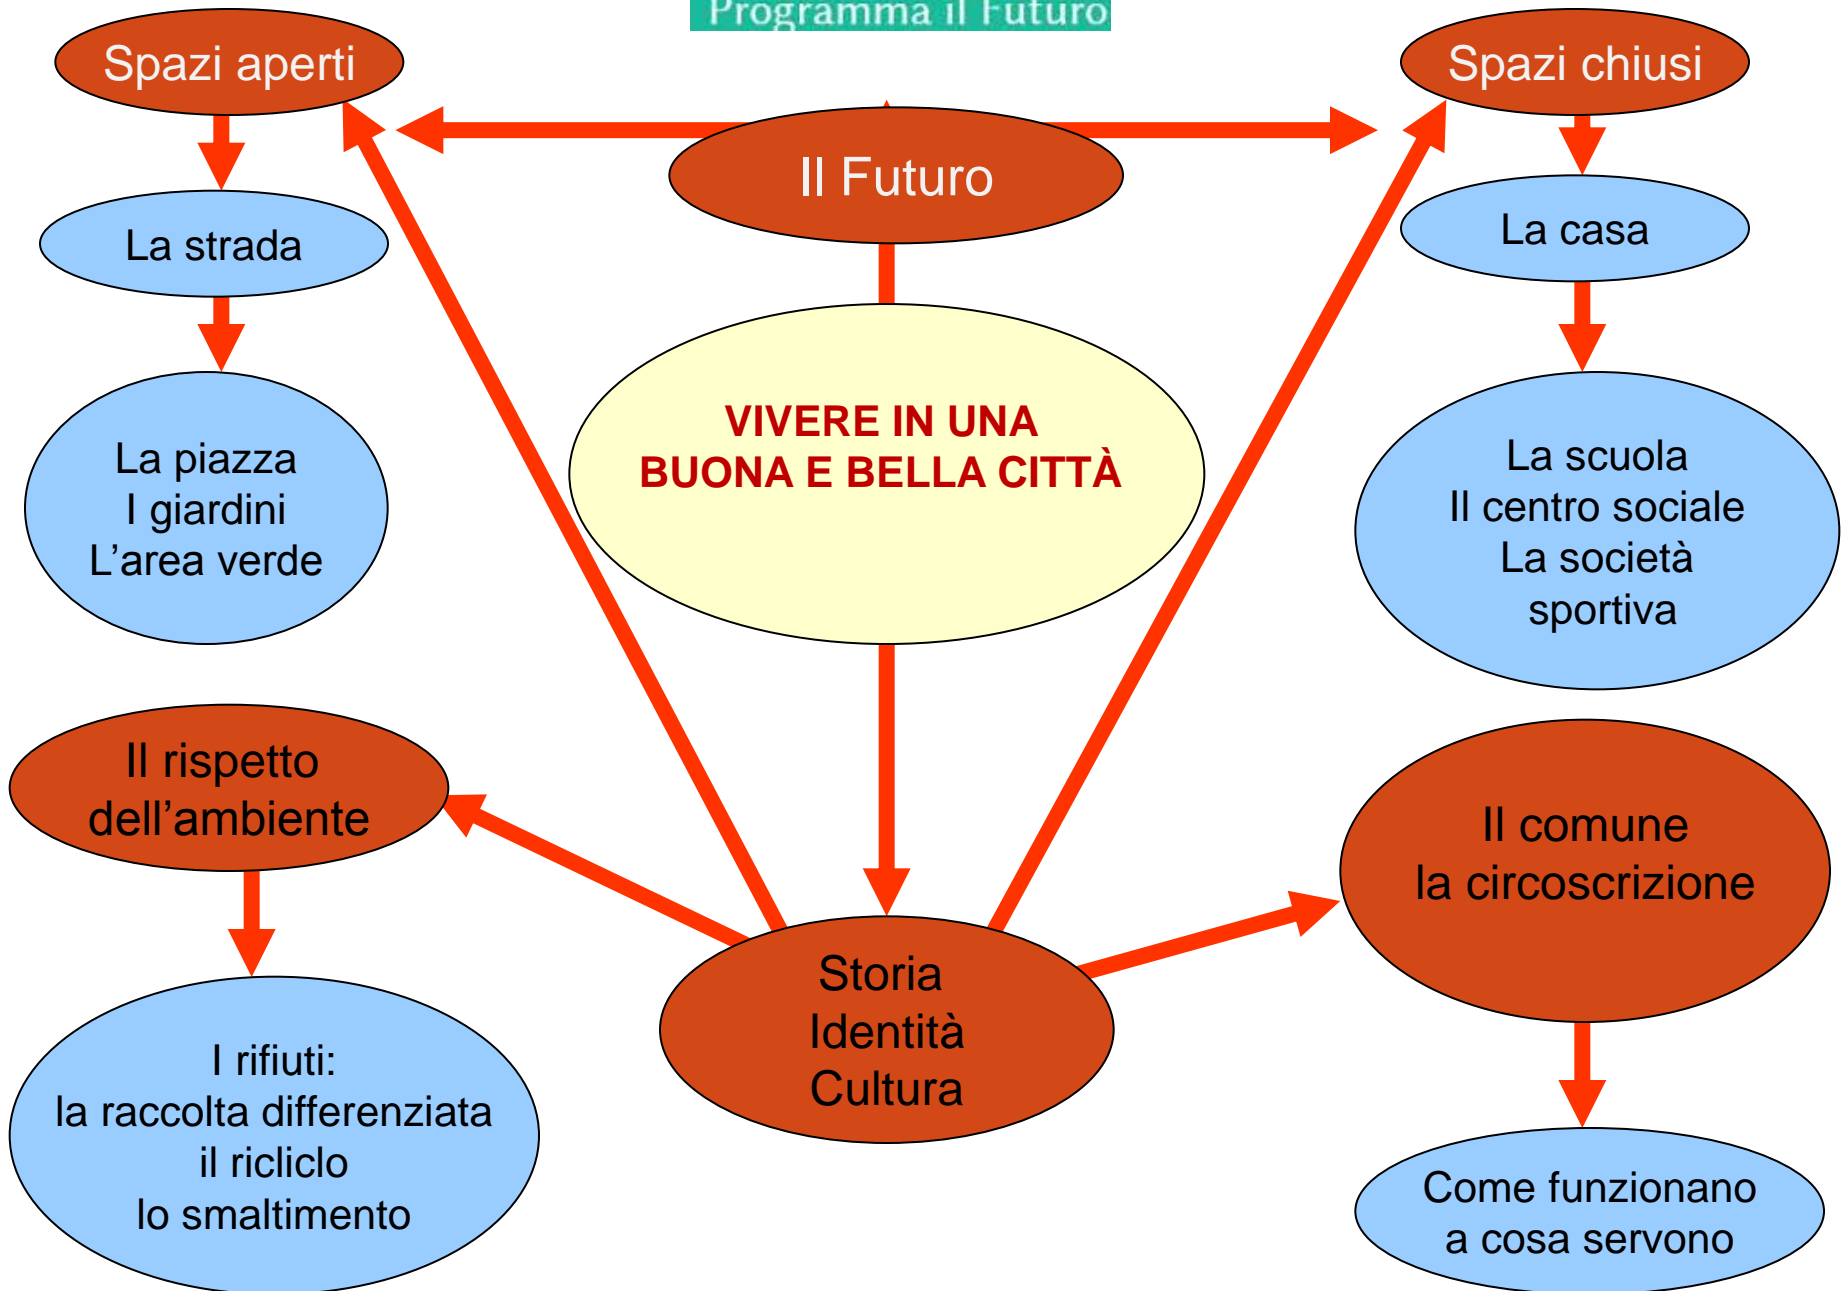 Programma il Futuro
Spazi aperti
Spazi chiusi
Il Futuro
La strada
La casa
VIVERE IN UNA
BUONA E BELLA CITTÀ
La piazza
I giardini
L’area verde
La scuola
Il centro sociale
La società
sportiva
Il rispetto
dell’ambiente
Il comune
la circoscrizione
Storia
Identità
Cultura
I rifiuti:
la raccolta differenziata
il ricliclo
lo smaltimento
Come funzionano
a cosa servono